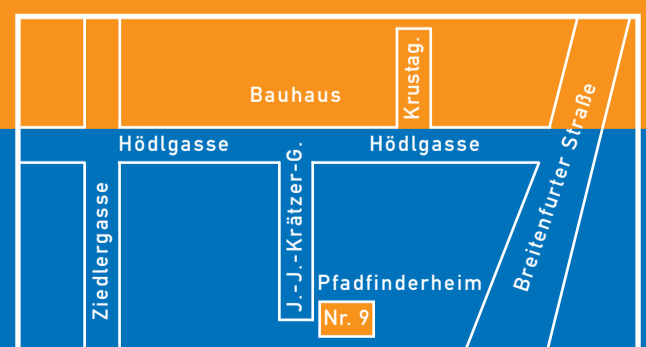 Krustag.
Bauhaus
Breitenfurter Straße
Hödlgasse
Hödlgasse
J.-J.-Krätzer-G.
Ziedlergasse
Pfadfinderheim
Nr. 9